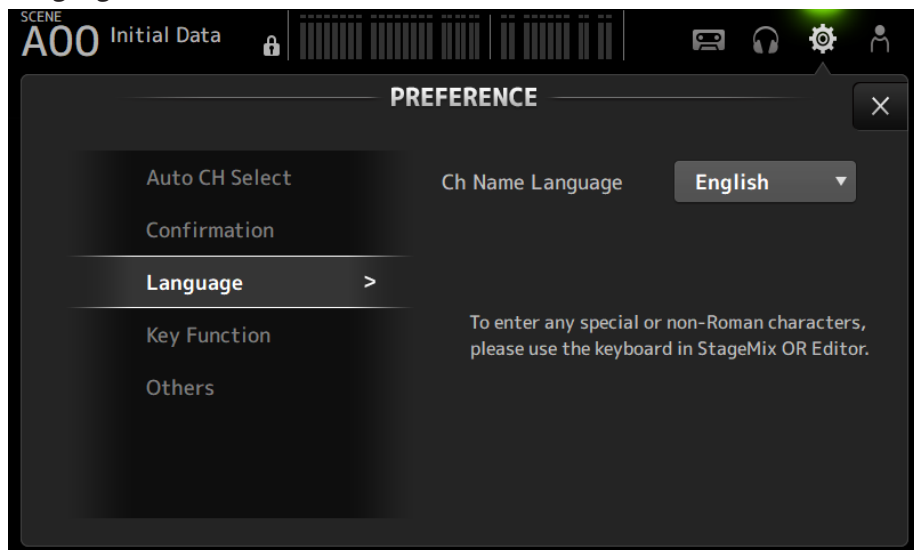 SCENE
A00 Initial Data
PREFERENCE
Auto CH Select
Ch Name Language English
Confirmation
Language >
To enter any special or non-Roman characters,
please use the keyboard in StageMix OR Editor.
Key Function
Others